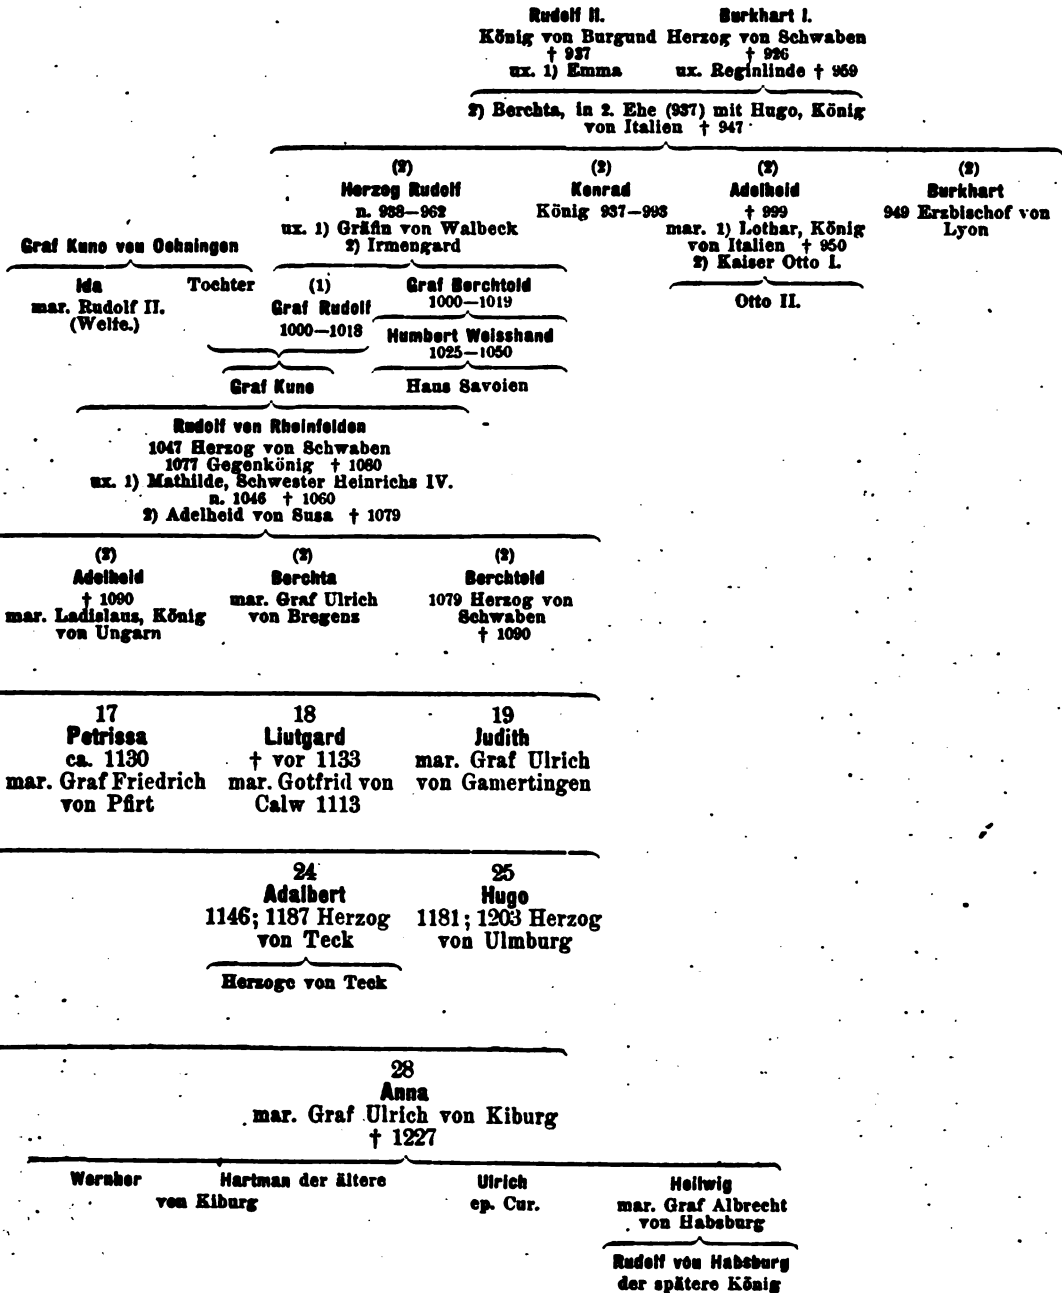 Rudolf II.
König von Burgund
† 937
ux. 1) Emma
Burkhart I.
Herzog von Schwaben
† 926
ux. Reginlinde † 959
2) Berchta, in 2. Ehe (937) mit Hugo, König
von Italien † 947
(2)
Herzog Rudolf
n. 938—962
ux. 1) Gräfin von Walbeck
2) Irmengard
(2)
Konrad
König 937—993
(2)
Adelheid
† 999
mar. 1) Lothar, König
von Italien † 950
2) Kaiser Otto I.
(2)
Burkhart
949 Erzbischof von
Lyon
Graf Kuno von Oehningen
Ida
mar. Rudolf II.
(Welfe.)
Tochter
(1)
Graf Rudolf
1000—1018
Graf Berchtold
1000—1019
Otto II.
Humbert Weisshand
1025—1050
Graf Kuno
Haus Savoien
Rudolf von Rheinfelden
1047 Herzog von Schwaben
1077 Gegenkönig † 1080
ux. 1) Mathilde, Schwester Heinrichs IV.
n. 1046 † 1060
2) Adelheid von Susa † 1079
(2)
Adelheid
† 1090
mar. Ladislaus, König
von Ungarn
(2)
Berchta
mar. Graf Ulrich
von Bregenz
(2)
Berchtold
1079 Herzog von
Schwaben
† 1090
17
Petrissa
ca. 1130
mar. Graf Friedrich
von Pfirt
18
Liutgard
† vor 1133
mar. Gotfrid von
Calw 1113
19
Judith
mar. Graf Ulrich
von Gamertingen
24
Adalbert
1146; 1187 Herzog
von Teck
25
Hugo
1181; 1203 Herzog
von Ulmburg
Herzoge von Teck
28
Anna
mar. Graf Ulrich von Kiburg
† 1227
Wernher
Hartman der ältere
von Kiburg
Ulrich
ep. Cur.
Heilwig
mar. Graf Albrecht
von Habsburg
Rudolf von Habsburg
der spätere König